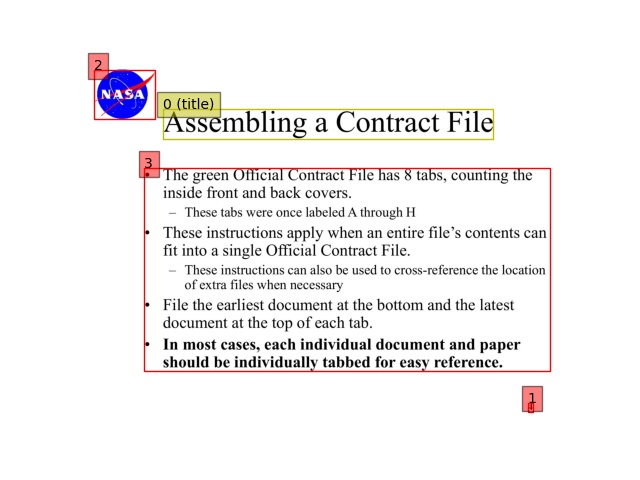 2
NASA
0 (title)
Assembling a Contract File
3
• The green Official Contract File has 8 tabs, counting the
inside front and back covers.
– These tabs were once labeled A through H
• These instructions apply when an entire file’s contents can
fit into a single Official Contract File.
– These instructions can also be used to cross-reference the location
of extra files when necessary
• File the earliest document at the bottom and the latest
document at the top of each tab.
• In most cases, each individual document and paper
should be individually tabbed for easy reference.
1